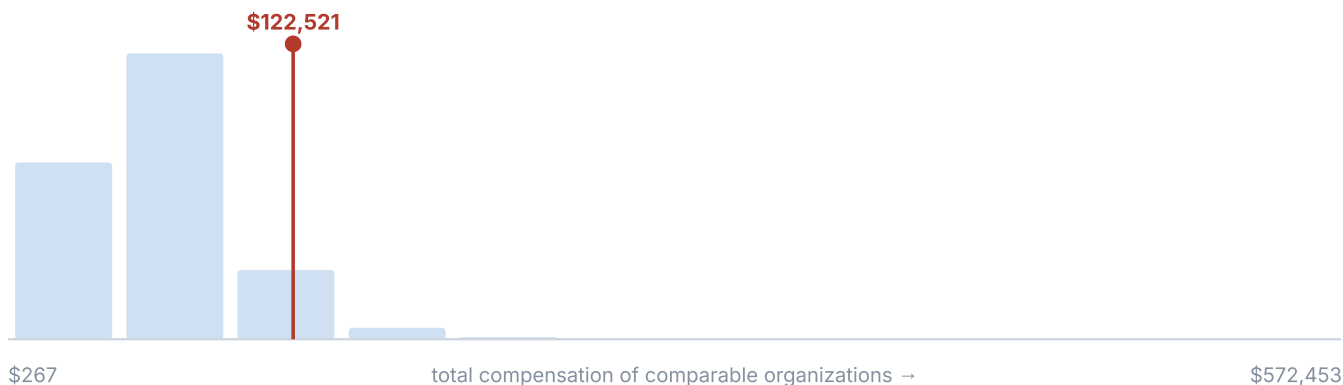 $122,521
$267 total compensation of comparable organizations → $572,453